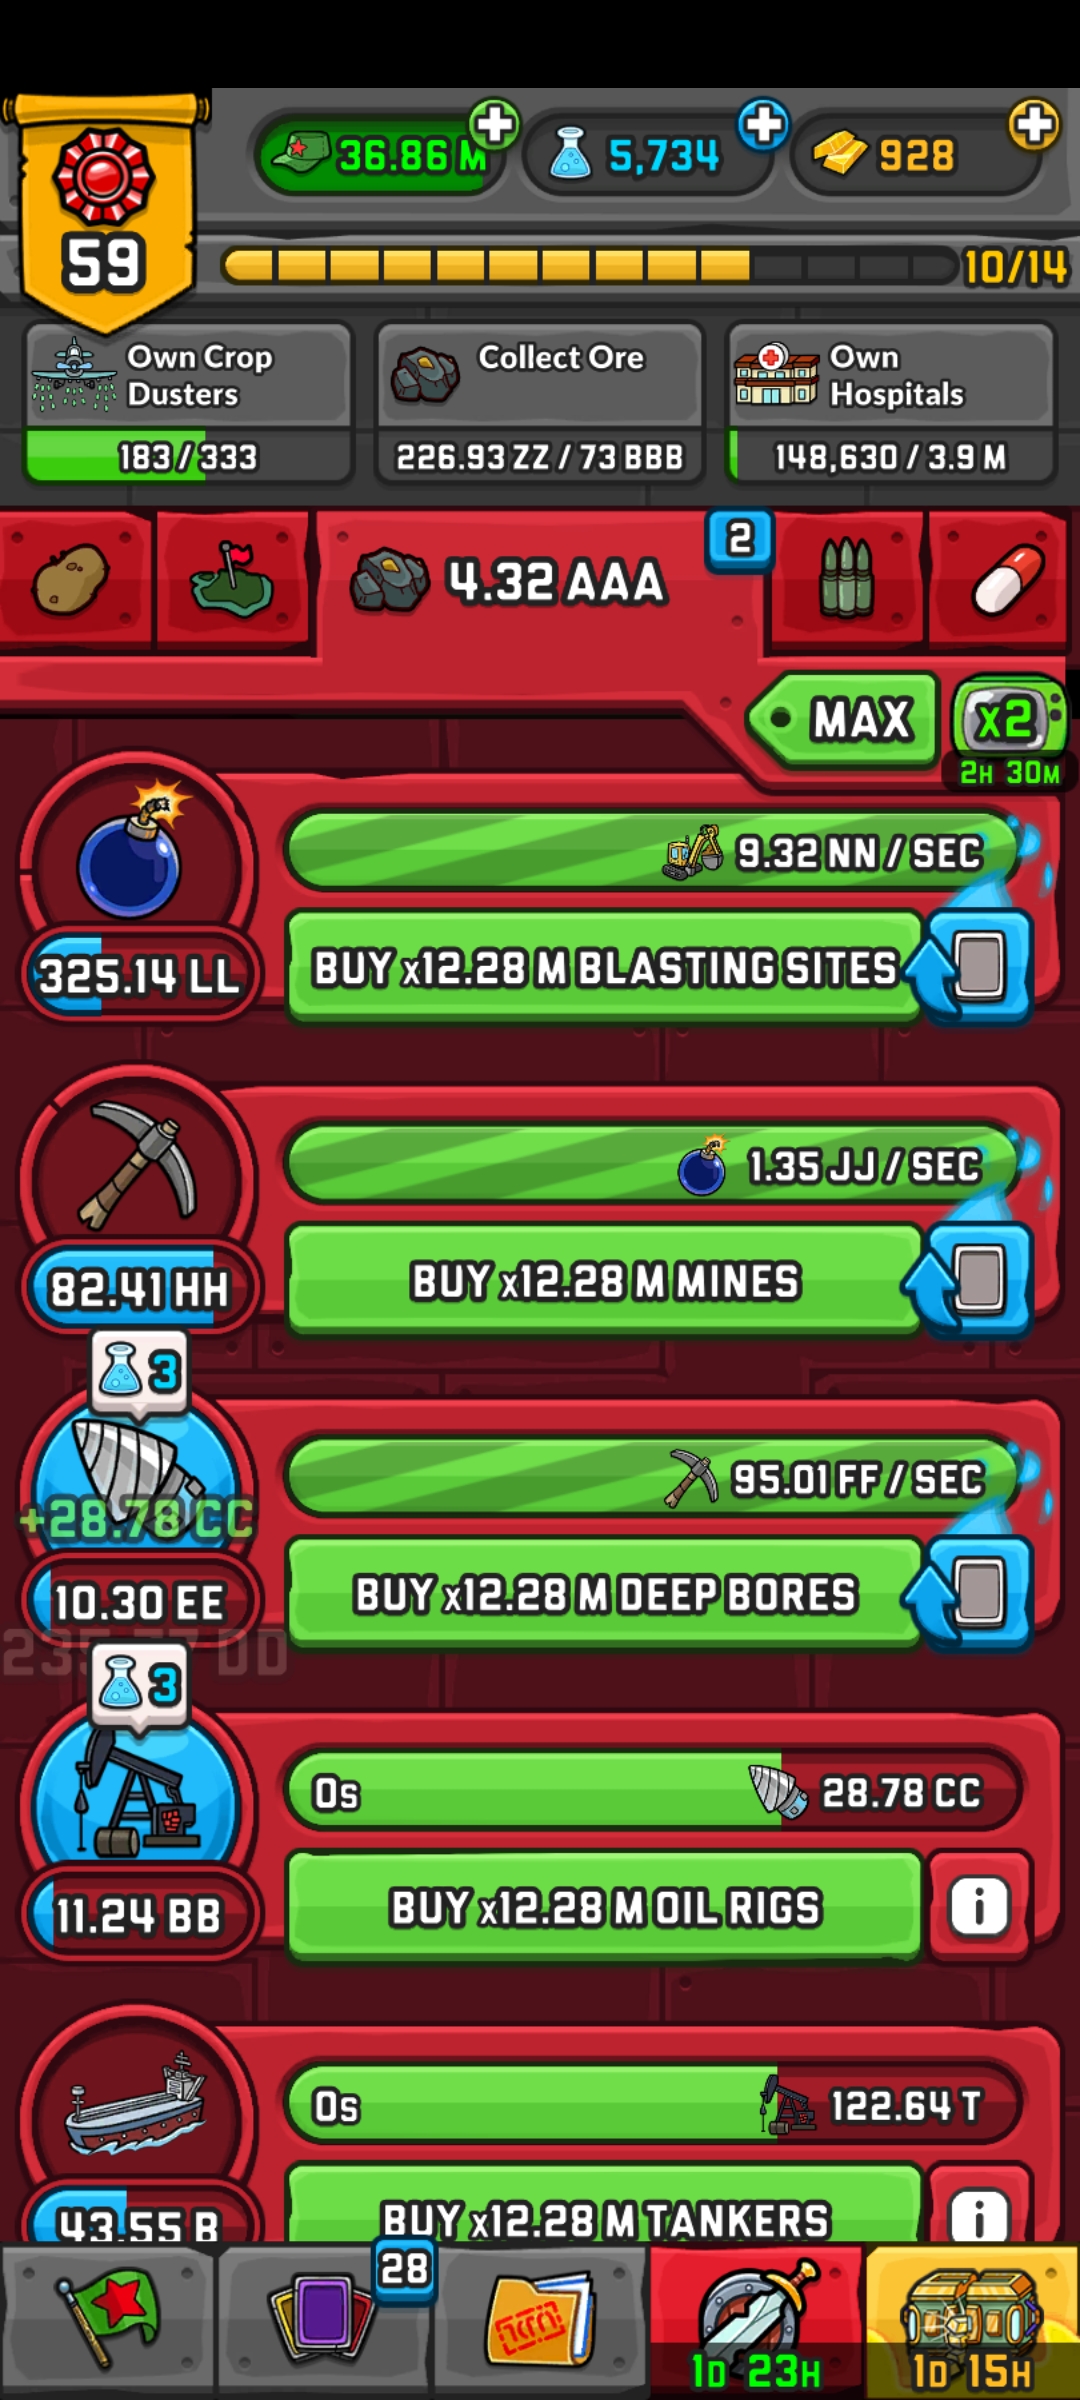 36.86 M
5,734
928
59
10/14
Own Crop
Dusters
183/333
Collect Ore
226.93 ZZ / 73 BBB
Own
Hospitals
148,630 / 3.9 M
4.32 AAA
2
MAX
x2
2H 30M
9.32 NN / SEC
325.14 LL
BUY x12.28 M BLASTING SITES
1.35 JJ / SEC
82.41 HH
BUY x12.28 M MINES
3
95.01 FF / SEC
+28.78 CC
10.30 EE
BUY x12.28 M DEEP BORES
3
0s
28.78 CC
11.24 BB
BUY x12.28 M OIL RIGS
i
0s
122.64 T
43.55 B
BUY x12.28 M TANKERS
i
28
1D 23H
1D 15H